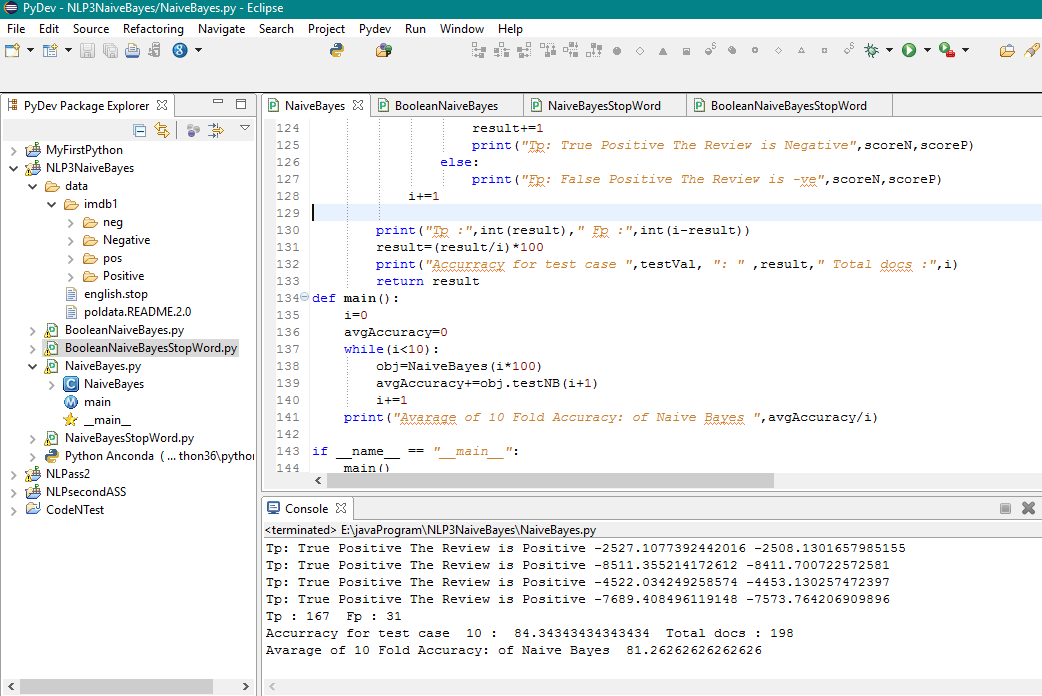 PyDev - NLP3NaiveBayes/NaiveBayes.py - Eclipse
File Edit Source Refactoring Navigate Search Project Pydev Run Window Help
PyDev Package Explorer
MyFirstPython
NLP3NaiveBayes
data
imdb1
neg
Negative
pos
Positive
english.stop
poldata.README.2.0
BooleanNaiveBayes.py
BooleanNaiveBayesStopWord.py
NaiveBayes.py
NaiveBayes
main
__main__
NaiveBayesStopWord.py
Python Anconda ( ... thon36\pythor
NLPass2
NLPsecondASS
CodeNTest
NaiveBayes BooleanNaiveBayes NaiveBayesStopWord BooleanNaiveBayesStopWord
124 result+=1
125 print("Tp: True Positive The Review is Negative",scoreN,scoreP)
126 else:
127 print("Fp: False Positive The Review is -ve",scoreN,scoreP)
128 i+=1
129
130 print("Tp :",int(result)," Fp :",int(i-result))
131 result=(result/i)*100
132 print("Accurracy for test case ",testVal, ": " ,result," Total docs :",i)
133 return result
134 def main():
135 i=0
136 avgAccuracy=0
137 while(i<10):
138 obj=NaiveBayes(i*100)
139 avgAccuracy+=obj.testNB(i+1)
140 i+=1
141 print("Avarage of 10 Fold Accuracy: of Naive Bayes ",avgAccuracy/i)
142
143 if __name__ == "__main__":
144 main()
Console
<terminated> E:\javaProgram\NLP3NaiveBayes\NaiveBayes.py
Tp: True Positive The Review is Positive -2527.1077392442016 -2508.1301657985155
Tp: True Positive The Review is Positive -8511.355214172612 -8411.700722572581
Tp: True Positive The Review is Positive -4522.034249258574 -4453.130257472397
Tp: True Positive The Review is Positive -7689.408496119148 -7573.764206909896
Tp : 167 Fp : 31
Accurracy for test case 10 : 84.34343434343434 Total docs : 198
Avarage of 10 Fold Accuracy: of Naive Bayes 81.26262626262626